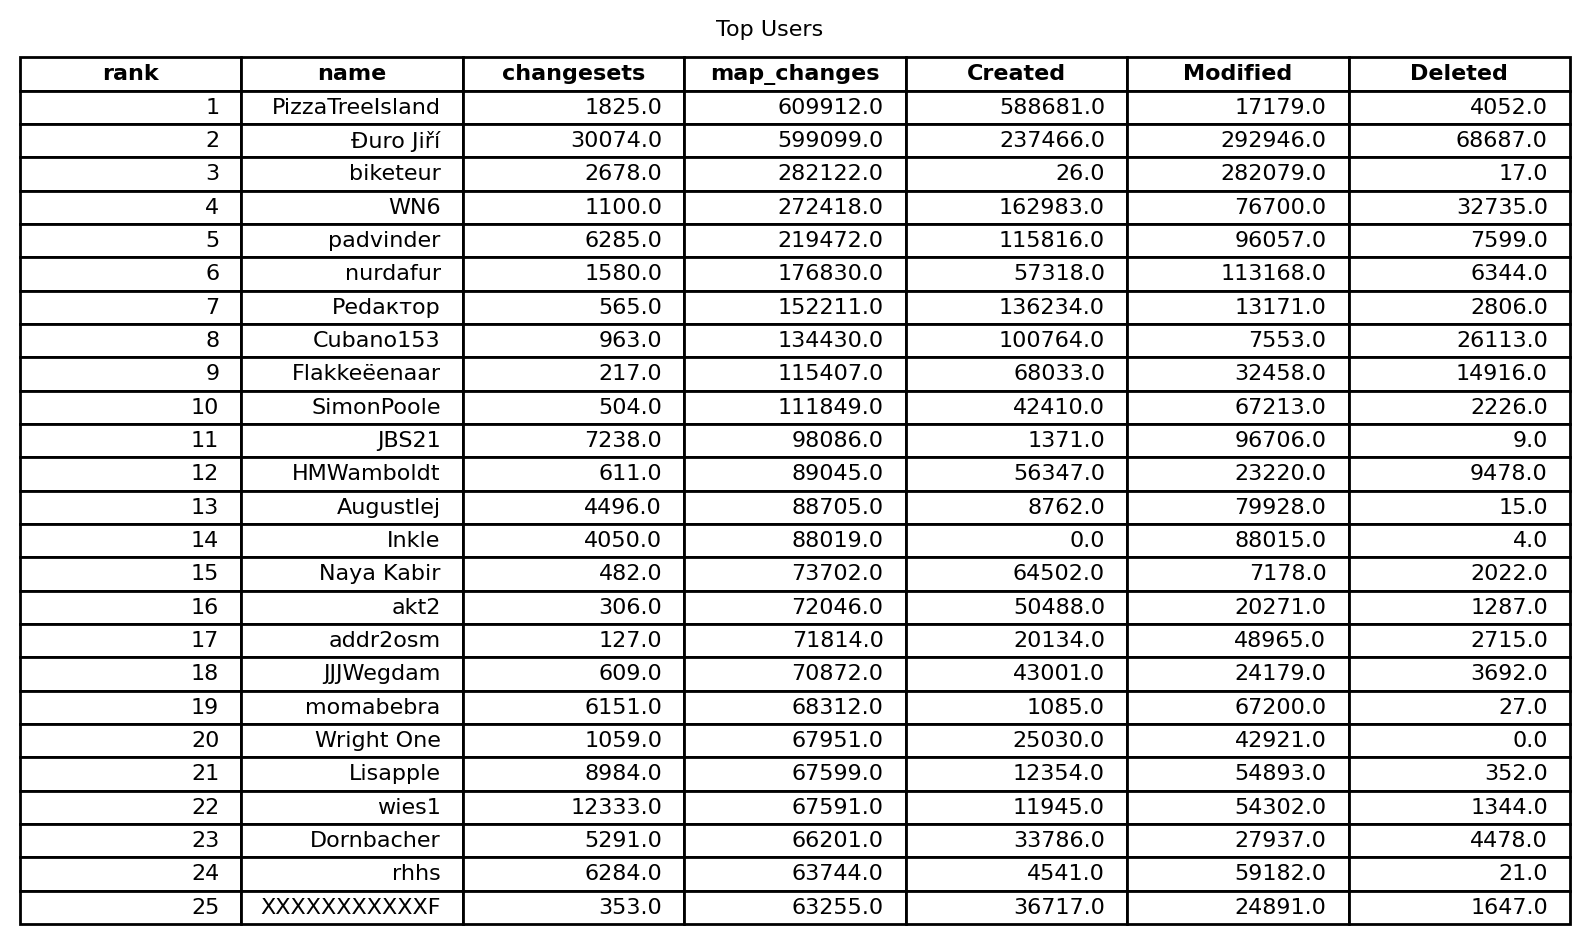 Top Users
rank name changesets map_changes Created Modified Deleted
1 PizzaTreeIsland 1825.0 609912.0 588681.0 17179.0 4052.0
2 Đuro Jiří 30074.0 599099.0 237466.0 292946.0 68687.0
3 biketeur 2678.0 282122.0 26.0 282079.0 17.0
4 WN6 1100.0 272418.0 162983.0 76700.0 32735.0
5 padvinder 6285.0 219472.0 115816.0 96057.0 7599.0
6 nurdafur 1580.0 176830.0 57318.0 113168.0 6344.0
7 Pedaктop 565.0 152211.0 136234.0 13171.0 2806.0
8 Cubano153 963.0 134430.0 100764.0 7553.0 26113.0
9 Flakkeëenaar 217.0 115407.0 68033.0 32458.0 14916.0
10 SimonPoole 504.0 111849.0 42410.0 67213.0 2226.0
11 JBS21 7238.0 98086.0 1371.0 96706.0 9.0
12 HMWamboldt 611.0 89045.0 56347.0 23220.0 9478.0
13 Augustlej 4496.0 88705.0 8762.0 79928.0 15.0
14 Inkle 4050.0 88019.0 0.0 88015.0 4.0
15 Naya Kabir 482.0 73702.0 64502.0 7178.0 2022.0
16 akt2 306.0 72046.0 50488.0 20271.0 1287.0
17 addr2osm 127.0 71814.0 20134.0 48965.0 2715.0
18 JJJWegdam 609.0 70872.0 43001.0 24179.0 3692.0
19 momabebra 6151.0 68312.0 1085.0 67200.0 27.0
20 Wright One 1059.0 67951.0 25030.0 42921.0 0.0
21 Lisapple 8984.0 67599.0 12354.0 54893.0 352.0
22 wies1 12333.0 67591.0 11945.0 54302.0 1344.0
23 Dornbacher 5291.0 66201.0 33786.0 27937.0 4478.0
24 rhhs 6284.0 63744.0 4541.0 59182.0 21.0
25 XXXXXXXXXXXF 353.0 63255.0 36717.0 24891.0 1647.0